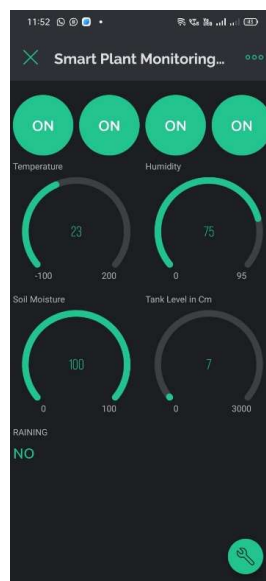 11:52
Smart Plant Monitoring...
ON ON ON ON
Temperature Humidity
23 75
-100 200 0 95
Soil Moisture Tank Level in Cm
100 7
0 100 0 3000
RAINING
NO